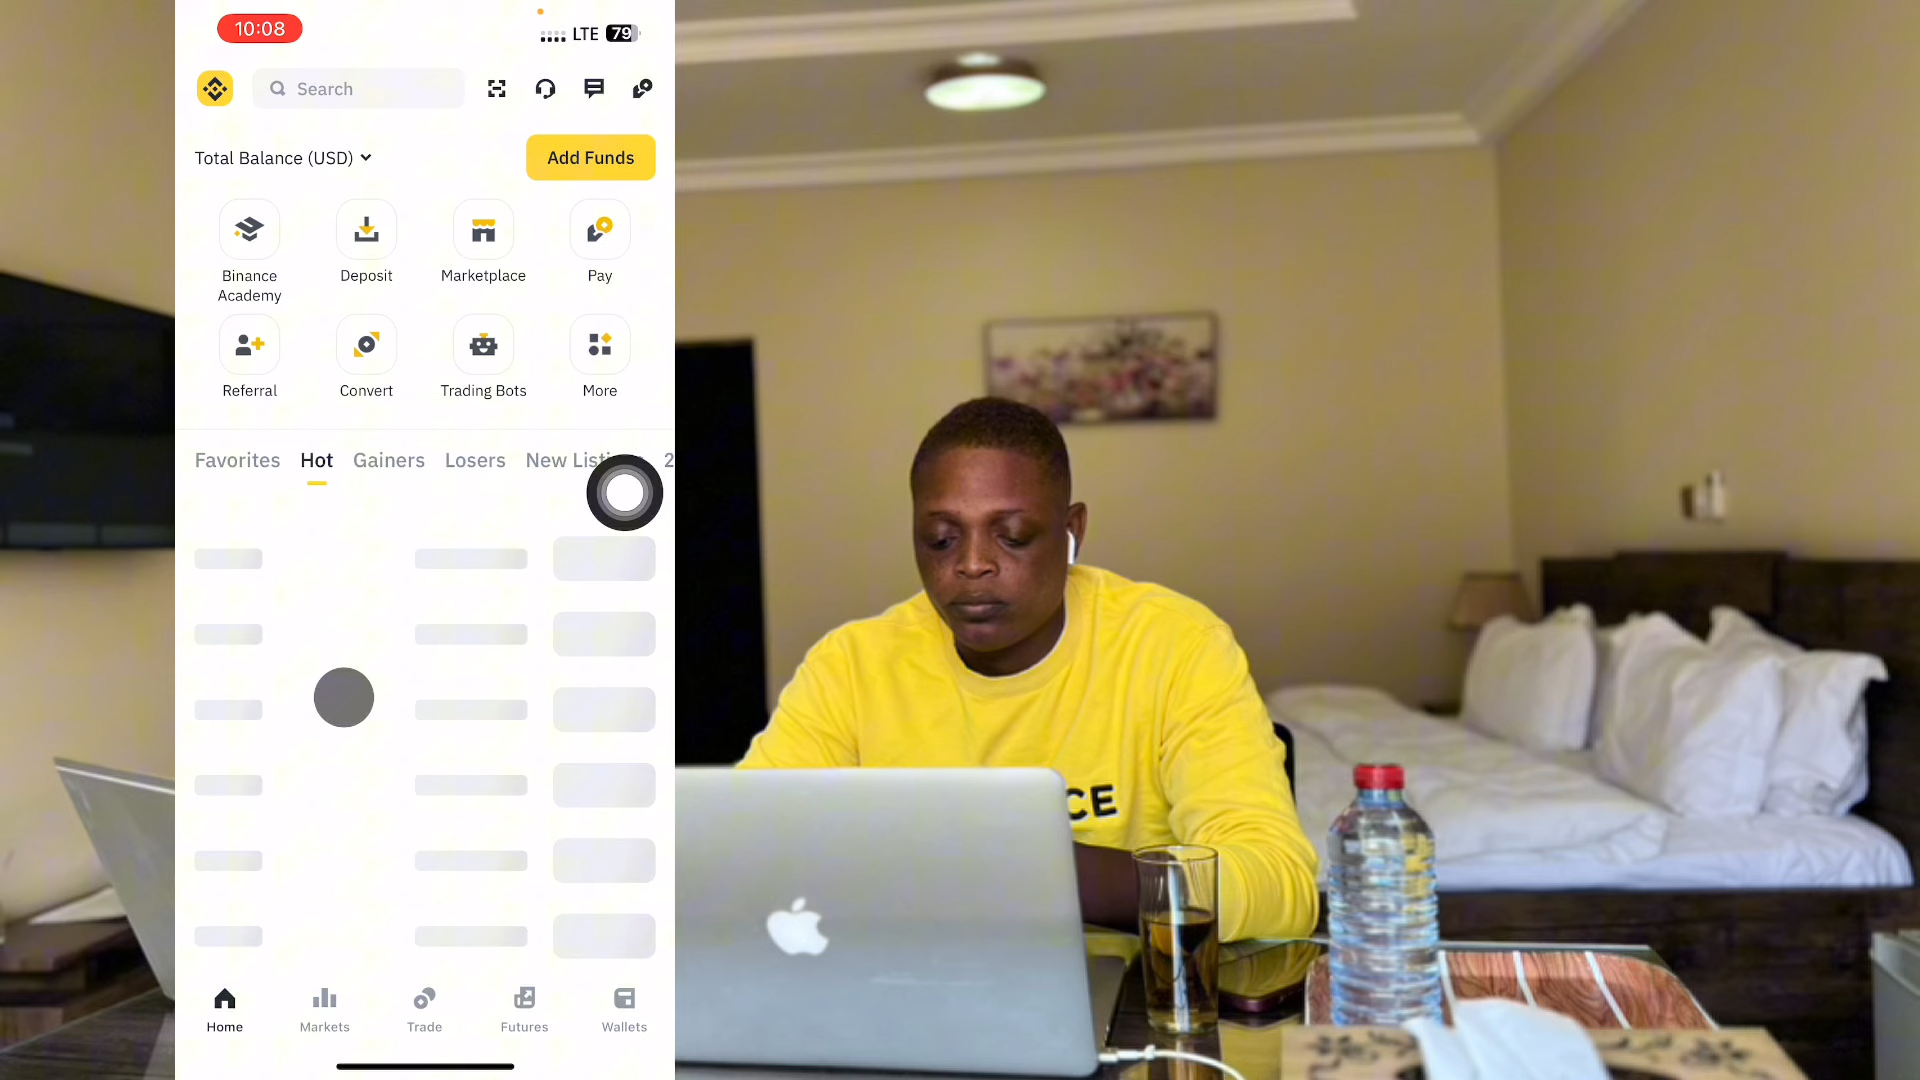 10:08
LTE 79
Search
Total Balance (USD)
Add Funds
Binance
Academy
Deposit
Marketplace
Pay
Referral
Convert
Trading Bots
More
Favorites Hot Gainers Losers New 2
CE
Home
Markets
Trade
Futures
Wallets